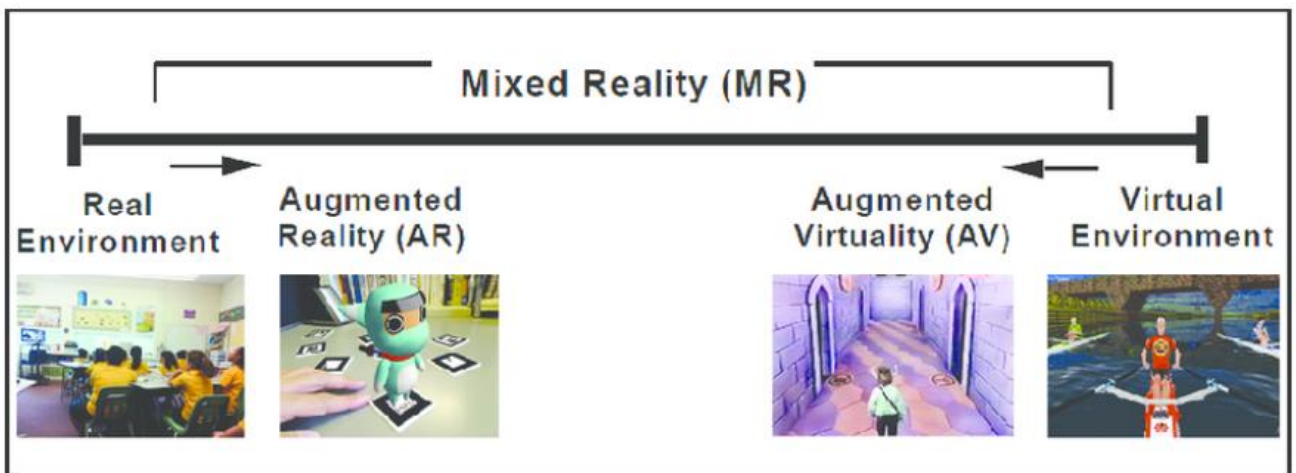 Mixed Reality (MR)
Real
Environment
Augmented
Reality (AR)
Augmented
Virtuality (AV)
Virtual
Environment